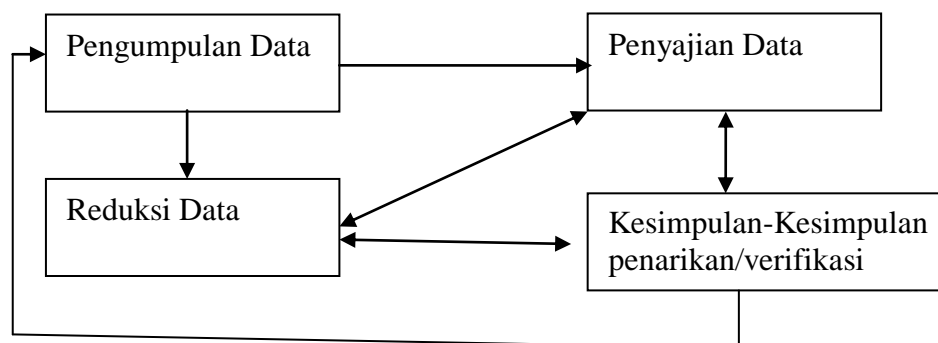 Pengumpulan Data
Penyajian Data
Reduksi Data
Kesimpulan-Kesimpulan
penarikan/verifikasi